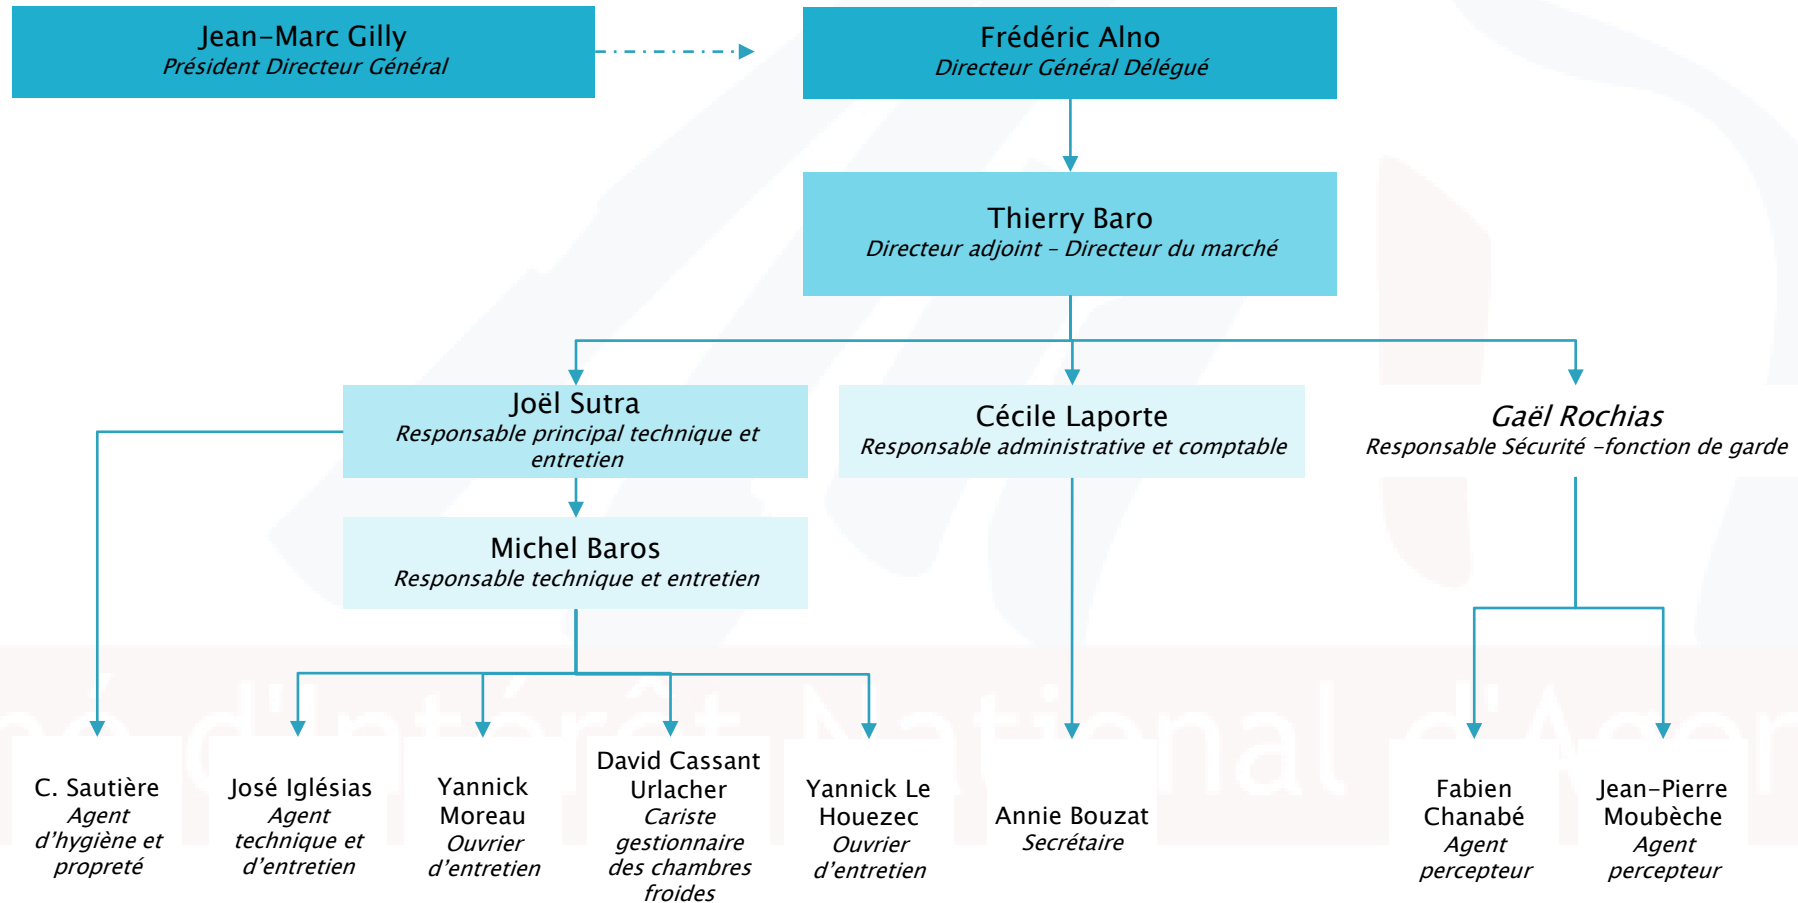 Jean-Marc Gilly
Président Directeur Général
Frédéric Alno
Directeur Général Délégué
Thierry Baro
Directeur adjoint – Directeur du marché
Joël Sutra
Responsable principal technique et
entretien
Cécile Laporte
Responsable administrative et comptable
Gaël Rochias
Responsable Sécurité –fonction de garde
Michel Baros
Responsable technique et entretien
C. Sautière
Agent
d’hygiène et
propreté
José Iglésias
Agent
technique et
d’entretien
Yannick
Moreau
Ouvrier
d’entretien
David Cassant
Urlacher
Cariste
gestionnaire
des chambres
froides
Yannick Le
Houezec
Ouvrier
d’entretien
Annie Bouzat
Secrétaire
Fabien
Chanabé
Agent
percepteur
Jean-Pierre
Moubèche
Agent
percepteur
d'Intérêt National